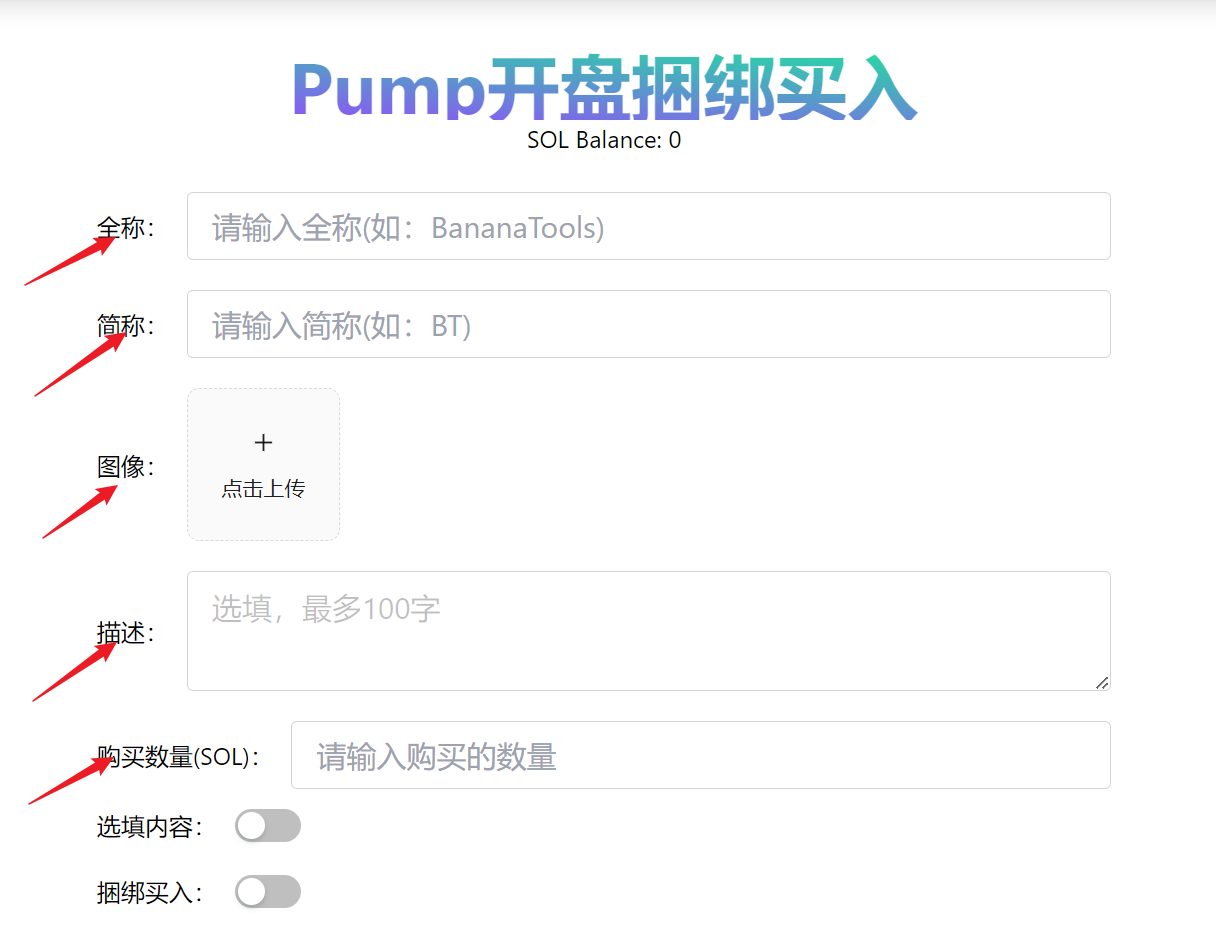 Pump开盘捆绑买入
SOL Balance: 0
全称： 请输入全称(如：BananaTools)
简称： 请输入简称(如：BT)
+
点击上传
图像：
选填，最多100字
描述：
购买数量(SOL)： 请输入购买的数量
选填内容：
捆绑买入：